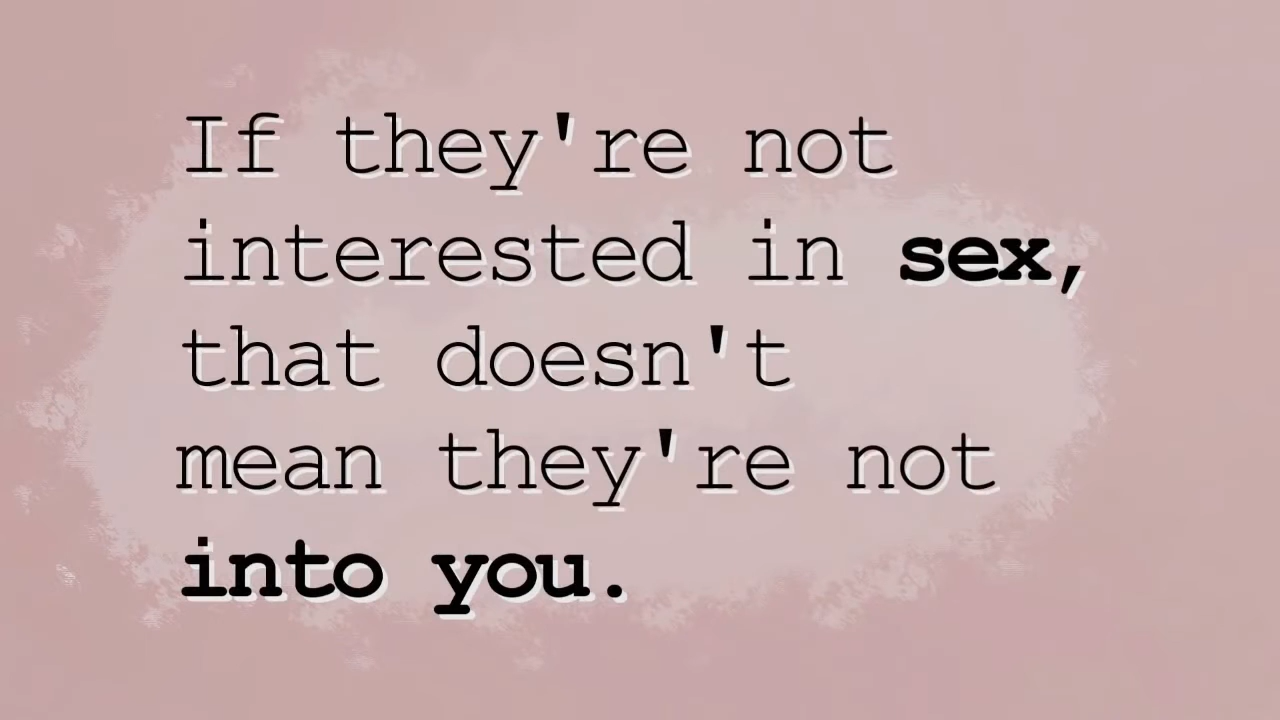 If they're not
interested in sex,
that doesn't
mean they're not
into you.